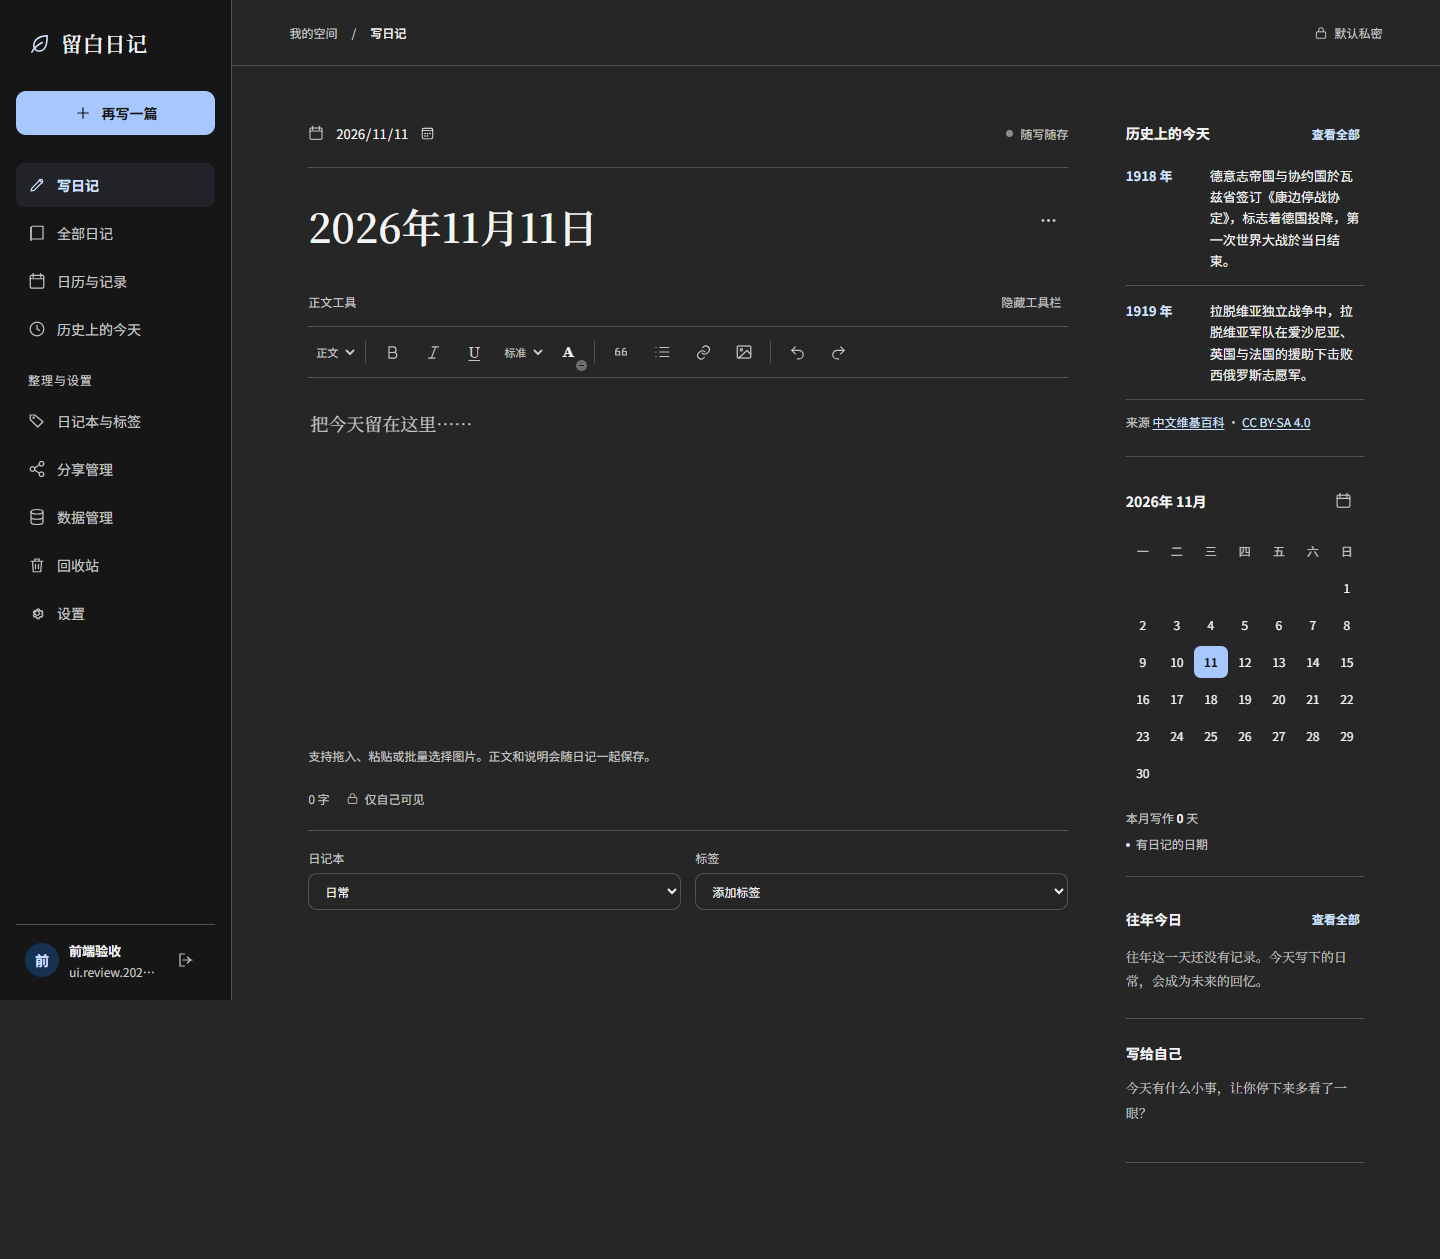 留白日记
再写一篇
写日记
全部日记
日历与记录
历史上的今天
整理与设置
日记本与标签
分享管理
数据管理
回收站
设置
前
前端验收
ui.review.202···
我的空间 / 写日记
默认私密
2026/11/11
随写随存
2026年11月11日
正文工具
隐藏工具栏
正文
B
I
U
标准
A
把今天留在这里……
支持拖入、粘贴或批量选择图片。正文和说明会随日记一起保存。
0 字
仅自己可见
日记本
日常
标签
添加标签
历史上的今天
查看全部
1918 年
德意志帝国与协约国於瓦
兹省签订《康边停战协
定》，标志着德国投降，第
一次世界大战於当日结
束。
1919 年
拉脱维亚独立战争中，拉
脱维亚军队在爱沙尼亚、
英国与法国的援助下击败
西俄罗斯志愿军。
来源 中文维基百科 · CC BY-SA 4.0
2026年 11月
一 二 三 四 五 六 日
1
2 3 4 5 6 7 8
9 10 11 12 13 14 15
16 17 18 19 20 21 22
23 24 25 26 27 28 29
30
本月写作 0 天
有日记的日期
往年今日
查看全部
往年这一天还没有记录。今天写下的日
常，会成为未来的回忆。
写给自己
今天有什么小事，让你停下来多看了一
眼？